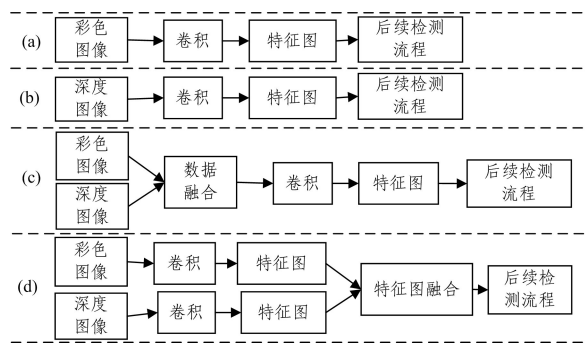 (a)
彩色
图像
卷积
特征图
后续检测
流程
(b)
深度
图像
卷积
特征图
后续检测
流程
(c)
彩色
图像
深度
图像
数据
融合
卷积
特征图
后续检测
流程
(d)
彩色
图像
卷积
特征图
深度
图像
卷积
特征图
特征图融合
后续检
测流程